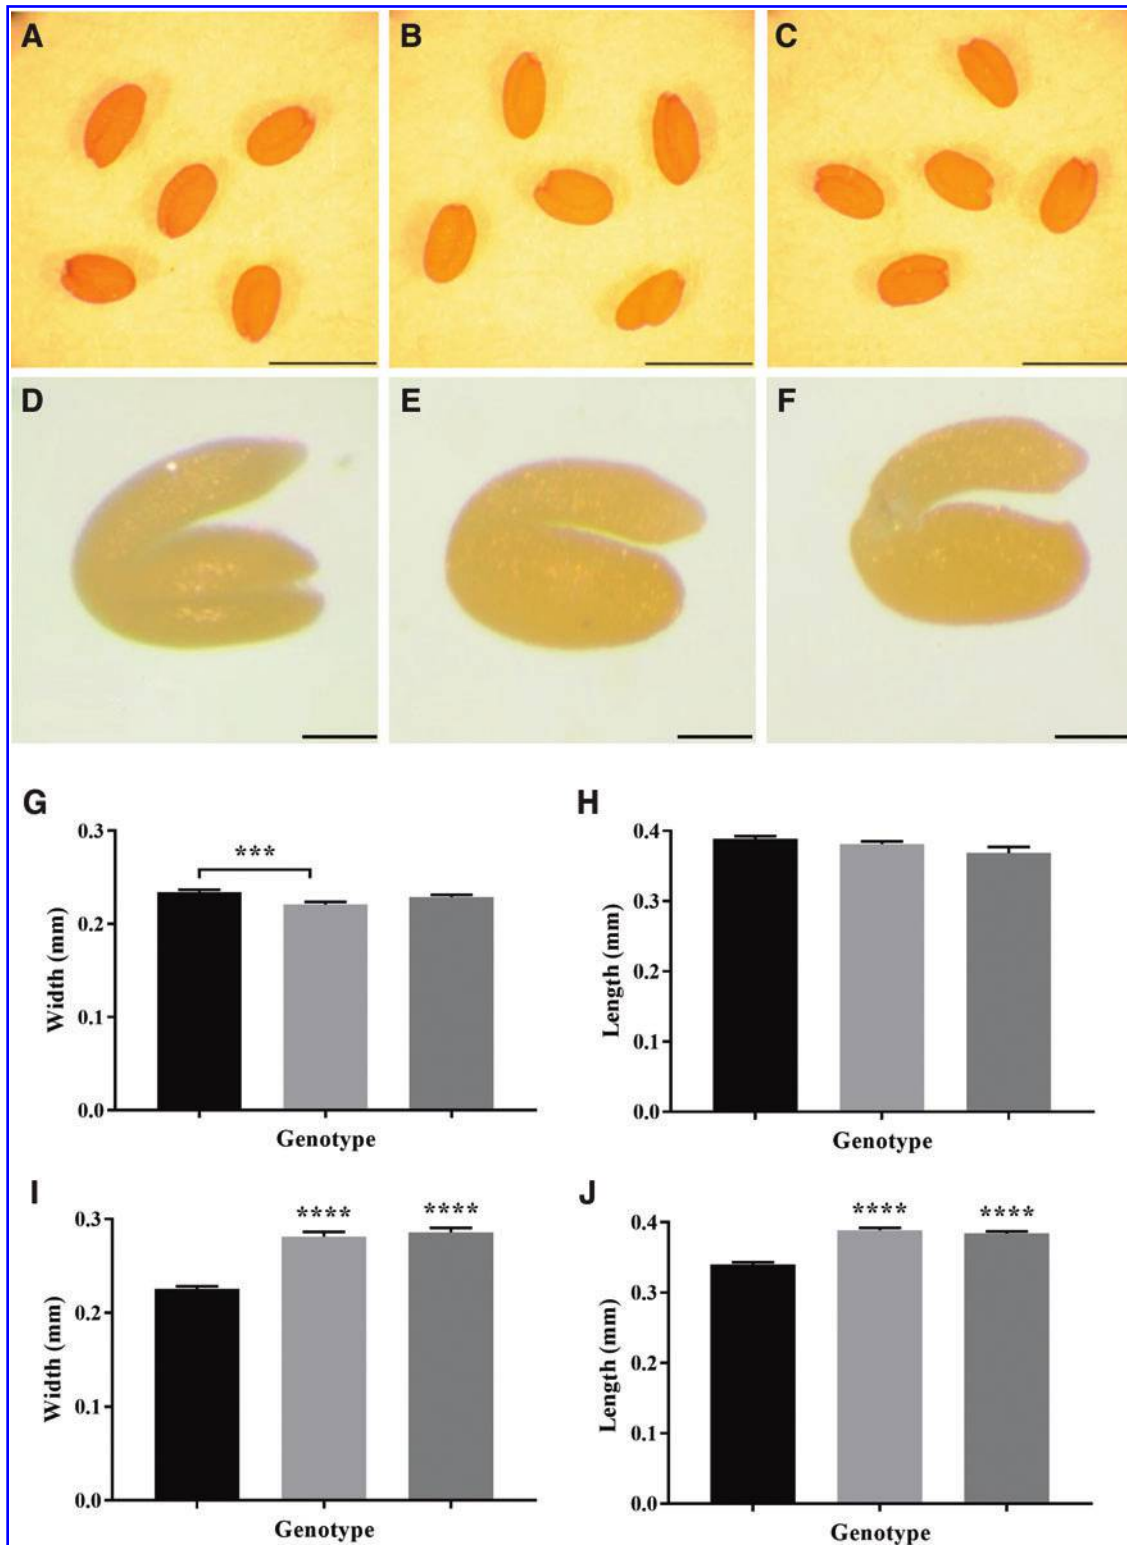 A
B
C
D
E
F
G
0.3
0.2
0.1
0.0
Width (mm)
***
Genotype
H
0.4
0.3
0.2
0.1
0.0
Length (mm)
Genotype
I
0.3
0.2
0.1
0.0
Width (mm)
**** ****
Genotype
J
0.4
0.3
0.2
0.1
0.0
Length (mm)
**** ****
Genotype